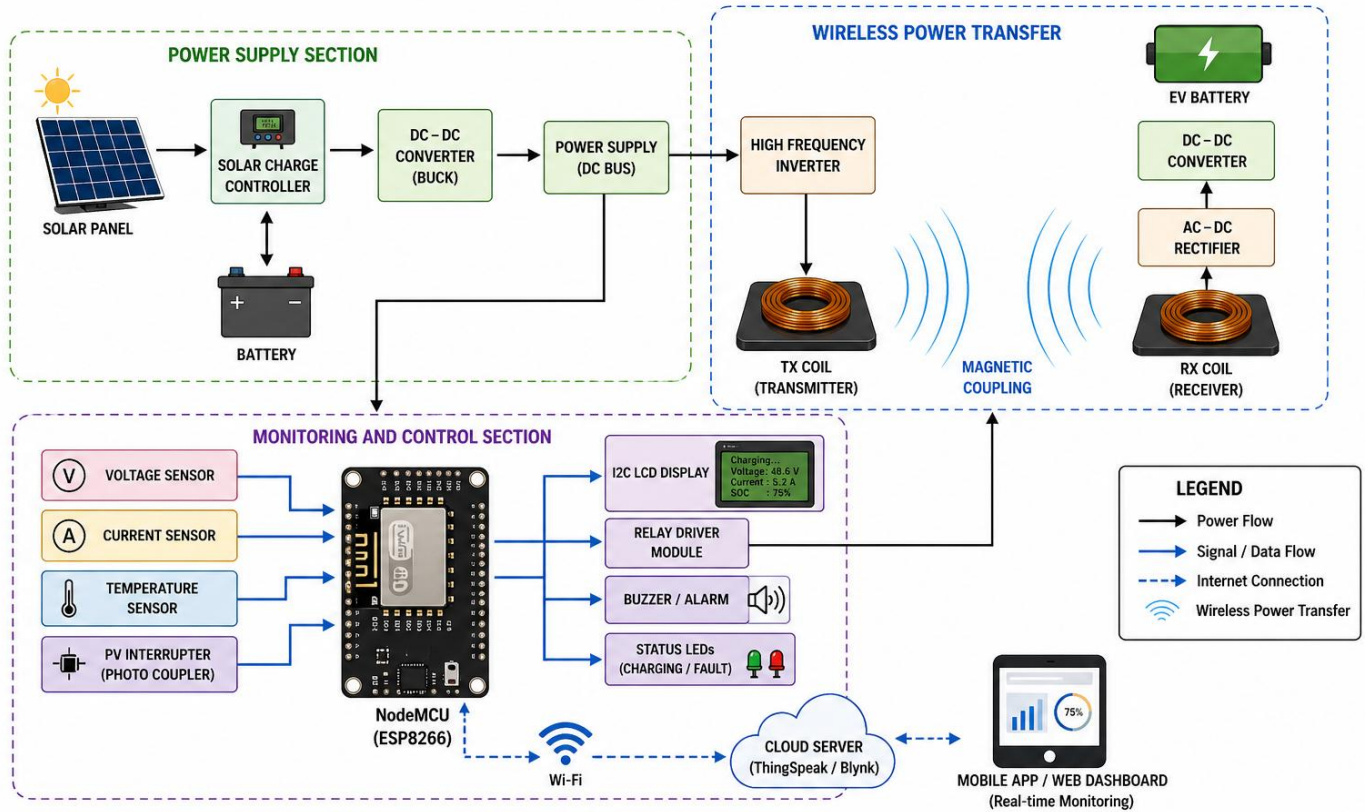 POWER SUPPLY SECTION
SOLAR PANEL
SOLAR CHARGE
CONTROLLER
BATTERY
+
−
DC – DC
CONVERTER
(BUCK)
POWER SUPPLY
(DC BUS)
WIRELESS POWER TRANSFER
HIGH FREQUENCY
INVERTER
TX COIL
(TRANSMITTER)
MAGNETIC
COUPLING
EV BATTERY
DC – DC
CONVERTER
AC – DC
RECTIFIER
RX COIL
(RECEIVER)
MONITORING AND CONTROL SECTION
V
VOLTAGE SENSOR
A
CURRENT SENSOR
TEMPERATURE
SENSOR
PV INTERRUPTER
(PHOTO COUPLER)
NodeMCU
(ESP8266)
I2C LCD DISPLAY
Charging...
Voltage: 48.6 V
Current : 5.2 A
SOC : 75%
RELAY DRIVER
MODULE
BUZZER / ALARM
STATUS LEDs
(CHARGING / FAULT)
Wi-Fi
CLOUD SERVER
(ThingSpeak / Blynk)
75%
MOBILE APP / WEB DASHBOARD
(Real-time Monitoring)
LEGEND
Power Flow
Signal / Data Flow
Internet Connection
Wireless Power Transfer